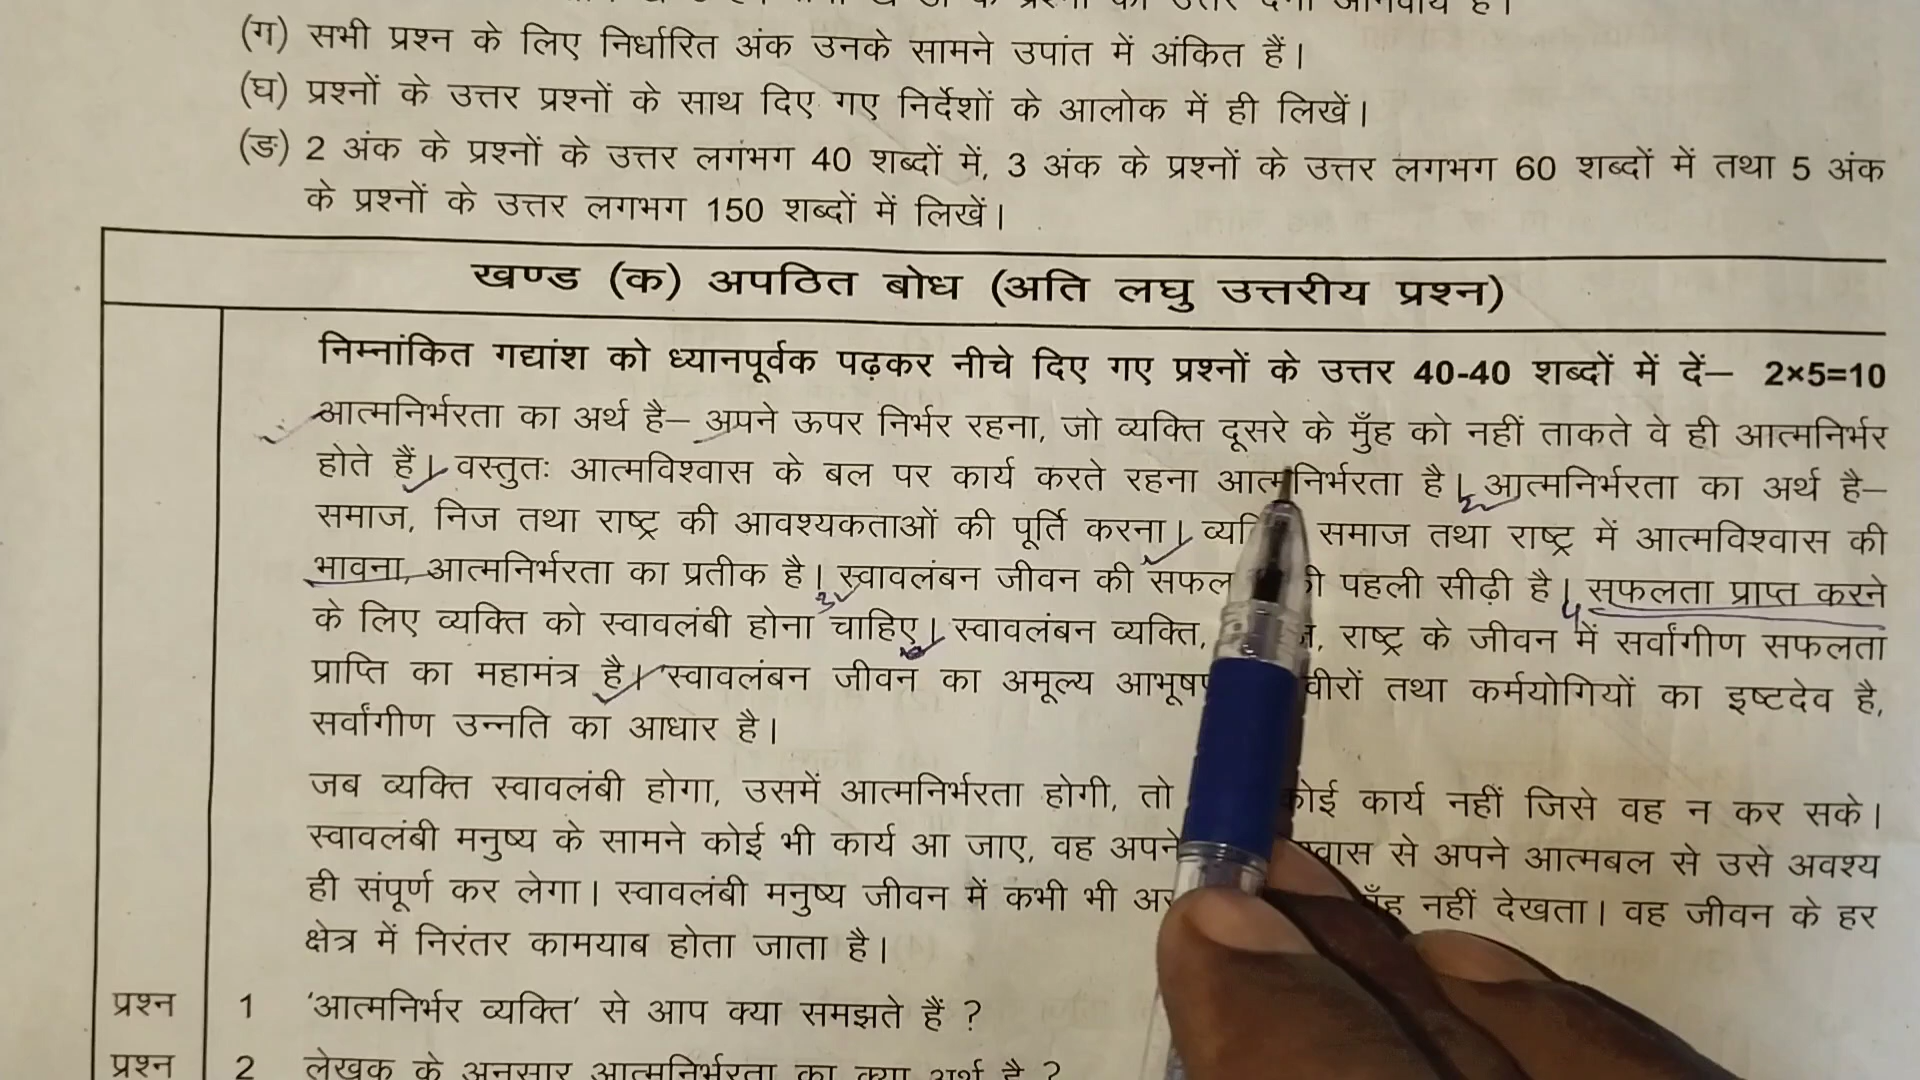 (ग) सभी प्रश्न के लिए निर्धारित अंक उनके सामने उपांत में अंकित हैं।
(घ) प्रश्नों के उत्तर प्रश्नों के साथ दिए गए निर्देशों के आलोक में ही लिखें।
(ङ) 2 अंक के प्रश्नों के उत्तर लगभग 40 शब्दों में, 3 अंक के प्रश्नों के उत्तर लगभग 60 शब्दों में तथा 5 अंक
के प्रश्नों के उत्तर लगभग 150 शब्दों में लिखें।
खण्ड (क) अपठित बोध (अति लघु उत्तरीय प्रश्न)
निम्नांकित गद्यांश को ध्यानपूर्वक पढ़कर नीचे दिए गए प्रश्नों के उत्तर 40-40 शब्दों में दें– 2×5=10
आत्मनिर्भरता का अर्थ है– अपने ऊपर निर्भर रहना, जो व्यक्ति दूसरे के मुँह को नहीं ताकते वे ही आत्मनिर्भर
होते हैं। वस्तुतः आत्मविश्वास के बल पर कार्य करते रहना आत्मनिर्भरता है। आत्मनिर्भरता का अर्थ है–
समाज, निज तथा राष्ट्र की आवश्यकताओं की पूर्ति करना। समाज तथा राष्ट्र में आत्मविश्वास की
भावना, आत्मनिर्भरता का प्रतीक है। स्वावलंबन जीवन की पहली सीढ़ी है। सफलता प्राप्त करने
के लिए व्यक्ति को स्वावलंबी होना चाहिए। स्वावलंबन व्यक्ति, राष्ट्र के जीवन में सर्वांगीण सफलता
प्राप्ति का महामंत्र है। स्वावलंबन जीवन का अमूल्य वीरों तथा कर्मयोगियों का इष्टदेव है,
सर्वांगीण उन्नति का आधार है।
जब व्यक्ति स्वावलंबी होगा, उसमें आत्मनिर्भरता होगी, तो कोई कार्य नहीं जिसे वह न कर सके।
स्वावलंबी मनुष्य के सामने कोई भी कार्य आ जाए, वह अपने से अपने आत्मबल से उसे अवश्य
ही संपूर्ण कर लेगा। स्वावलंबी मनुष्य जीवन में कभी भी मुँह नहीं देखता। वह जीवन के हर
क्षेत्र में निरंतर कामयाब होता जाता है।
प्रश्न 1 'आत्मनिर्भर व्यक्ति' से आप क्या समझते हैं ?
प्रश्न 2 लेखक के अनुसार आत्मनिर्भरता का क्या अर्थ है ?